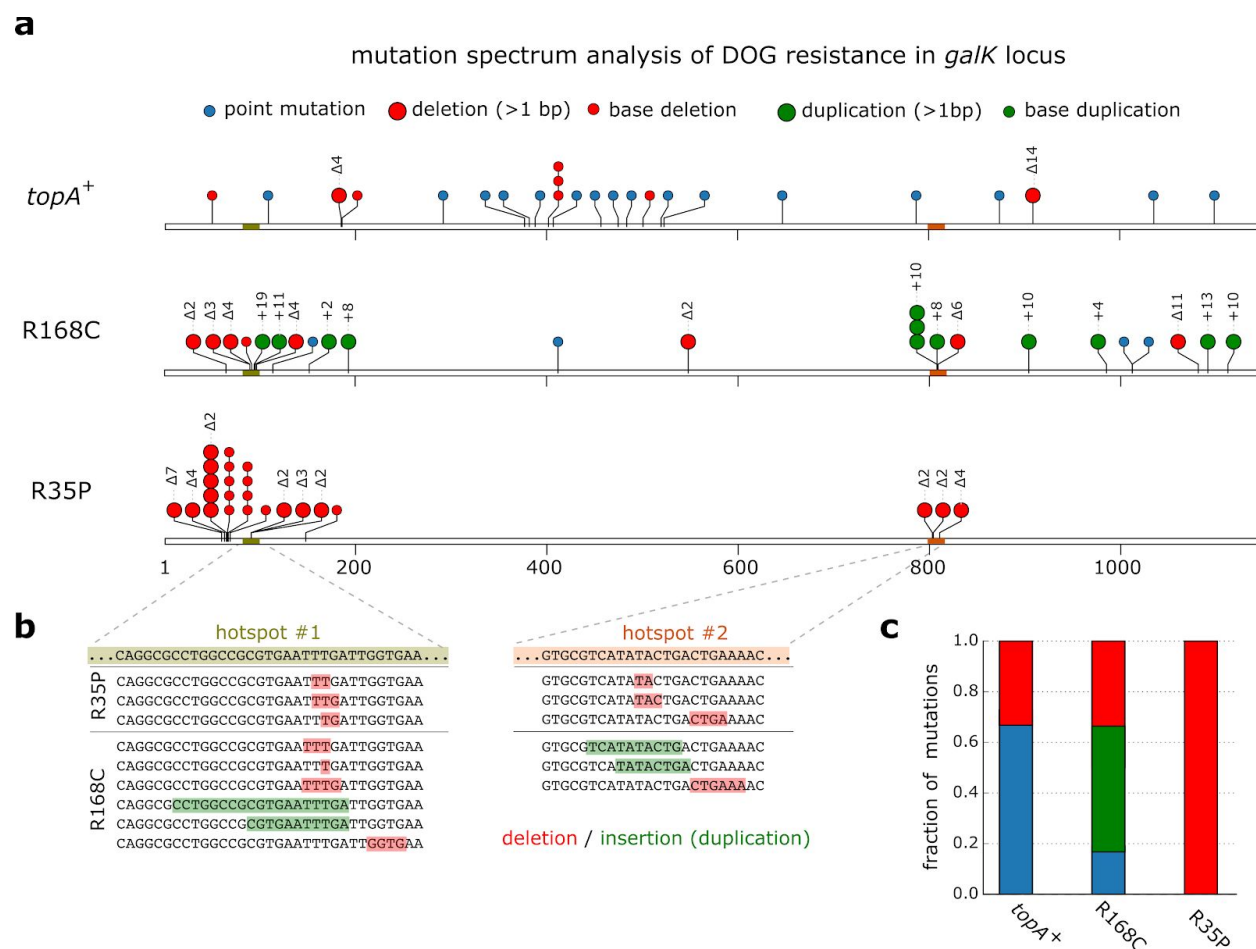 a
mutation spectrum analysis of DOG resistance in galK locus
point mutation deletion (>1 bp) base deletion duplication (>1bp) base duplication
topA+
Δ4 Δ14
R168C
Δ2 Δ3 Δ4 +19 +11 Δ4 +2 +8 Δ2 +10 +8 Δ6 +10 +4 Δ11 +13 +10
R35P
Δ7 Δ4 Δ2 Δ2 Δ3 Δ2 Δ2 Δ2 Δ4
1 200 400 600 800 1000
b
hotspot #1
...CAGGCGCCTGGCCGCGTGAATTTGATTGGTGAA...
R35P
CAGGCGCCTGGCCGCGTGAATTTGATTGGTGAA
CAGGCGCCTGGCCGCGTGAATTTGATTGGTGAA
CAGGCGCCTGGCCGCGTGAATTTGATTGGTGAA
R168C
CAGGCGCCTGGCCGCGTGAATTTGATTGGTGAA
CAGGCGCCTGGCCGCGTGAATTTGATTGGTGAA
CAGGCGCCTGGCCGCGTGAATTTGATTGGTGAA
CAGGCGCCTGGCCGCGTGAATTTGATTGGTGAA
CAGGCGCCTGGCCGCGTGAATTTGATTGGTGAA
CAGGCGCCTGGCCGCGTGAATTTGATTGGTGAA
hotspot #2
...GTGCGTCATATACTGACTGAAAAC...
GTGCGTCATATACTGACTGAAAAC
GTGCGTCATATACTGACTGAAAAC
GTGCGTCATATACTGACTGAAAAC
GTGCGTCATATACTGACTGAAAAC
GTGCGTCATATACTGACTGAAAAC
GTGCGTCATATACTGACTGAAAAC
deletion / insertion (duplication)
c
fraction of mutations
1.0
0.8
0.6
0.4
0.2
0.0
topA+ R168C R35P